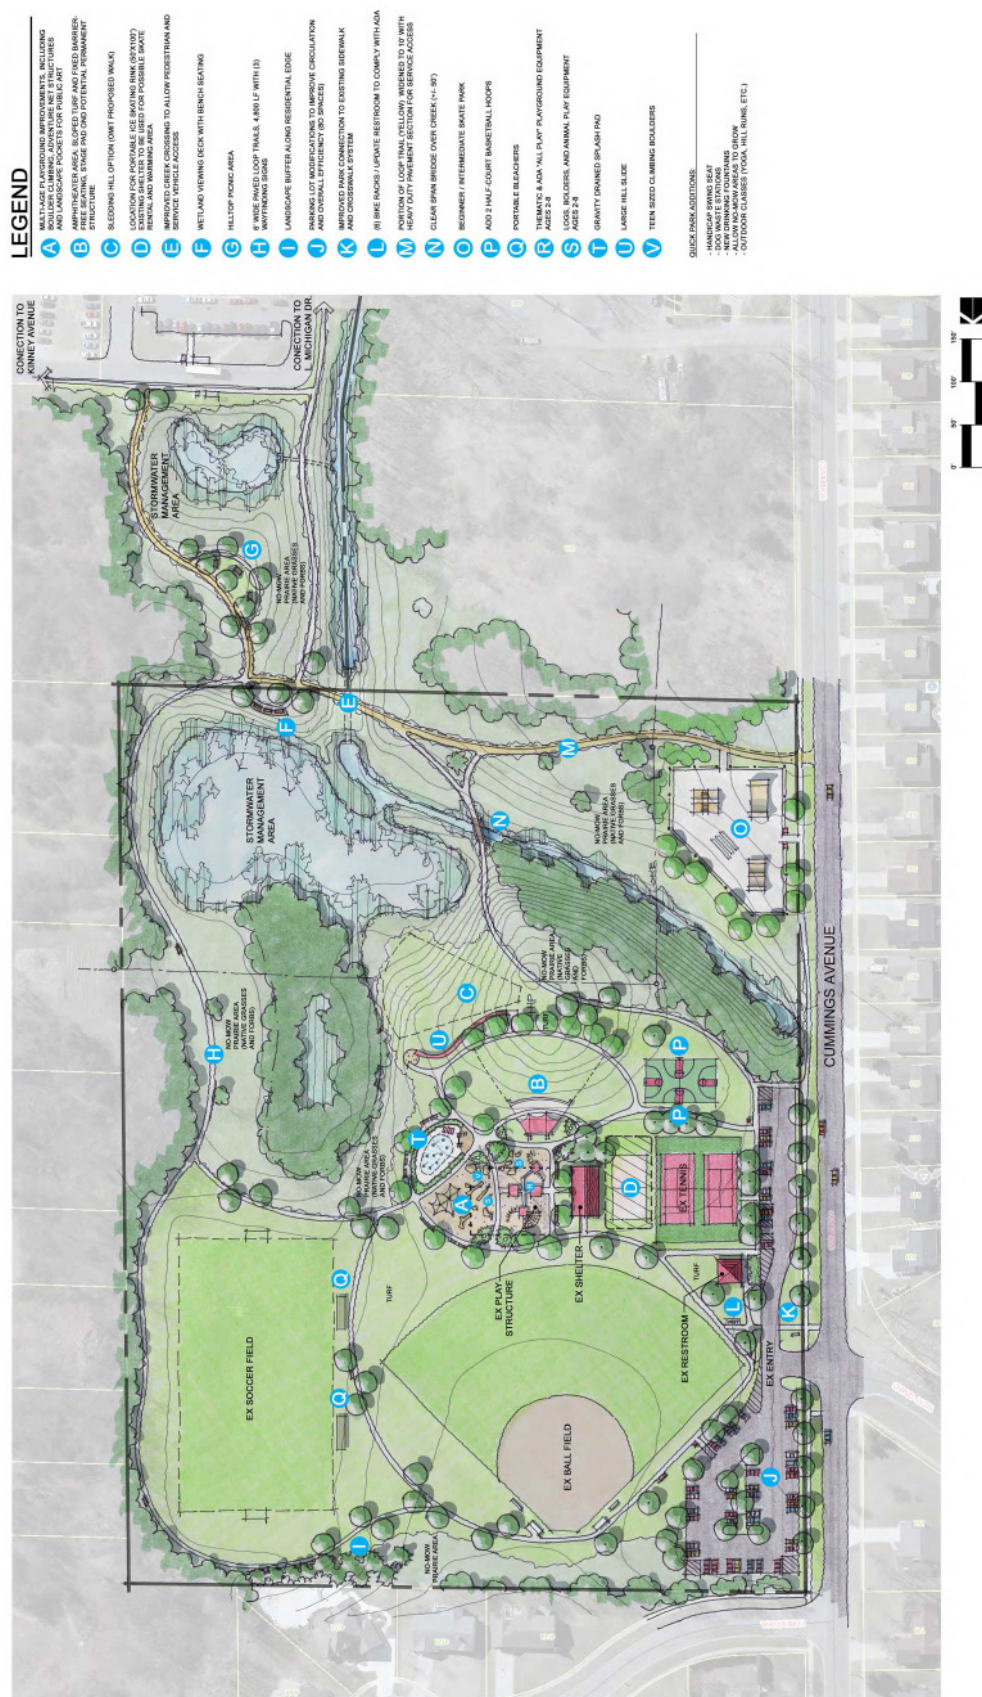 LEGEND
A
MULTI-AGE PLAYGROUND IMPROVEMENTS, INCLUDING
BOULDER CLIMBING, ADVENTURE NET STRUCTURES
AND LANDSCAPE POCKETS FOR PUBLIC ART
B
AMPHITHEATER AREA: SLOPED TURF AND FIXED BARRIER-
FREE SEATING, STAGE PAD AND POTENTIAL PERMANENT
STRUCTURE
C
SLEDDING HILL OPTION (OMIT PROPOSED WALK)
D
LOCATION FOR PORTABLE ICE SKATING RINK (50'X100')
EXISTING SHELTER TO BE USED FOR POSSIBLE SKATE
RENTAL AND WARMING AREA
E
IMPROVED CREEK CROSSING TO ALLOW PEDESTRIAN AND
SERVICE VEHICLE ACCESS
F
WETLAND VIEWING DECK WITH BENCH SEATING
G
HILLTOP PICNIC AREA
H
8' WIDE PAVED LOOP TRAILS, 4,800 LF WITH (3)
WAYFINDING SIGNS
I
LANDSCAPE BUFFER ALONG RESIDENTIAL EDGE
J
PARKING LOT MODIFICATIONS TO IMPROVE CIRCULATION
AND OVERALL EFFICIENCY (80 SPACES)
K
IMPROVED PARK CONNECTION TO EXISTING SIDEWALK
AND CROSSWALK SYSTEM
L
(6) BIKE RACKS / UPDATE RESTROOM TO COMPLY WITH ADA
M
PORTION OF LOOP TRAIL (YELLOW) WIDENED TO 10' WITH
HEAVY DUTY PAVEMENT SECTION FOR SERVICE ACCESS
N
CLEAR SPAN BRIDGE OVER CREEK (+/- 50')
O
BEGINNER / INTERMEDIATE SKATE PARK
P
ADD 2 HALF-COURT BASKETBALL HOOPS
Q
PORTABLE BLEACHERS
R
THEMATIC & ADA "ALL PLAY" PLAYGROUND EQUIPMENT
AGES 2-8
S
LOGS, BOLDERS, AND ANIMAL PLAY EQUIPMENT
AGES 2-8
T
GRAVITY DRAINED SPLASH PAD
U
LARGE HILL SLIDE
V
TEEN SIZED CLIMBING BOULDERS
QUICK PARK ADDITIONS:
- HANDICAP SWING SEAT
- DOG WASTE STATIONS
- NEW DRINKING FOUNTAINS
- ALLOW NO-MOW AREAS TO GROW
- OUTDOOR CLASSES (YOGA, HILL RUNS, ETC.)
CONECTION TO
KINNEY AVENUE
CONECTION TO
L. MICHIGAN DR.
STORMWATER
MANAGEMENT
AREA
G
NO-MOW
PRAIRIE AREA
(NATIVE GRASSES
AND FORBS)
F
E
M
STORMWATER
MANAGEMENT
AREA
N
NO-MOW
PRAIRIE AREA
(NATIVE GRASSES
AND FORBS)
O
H
NO-MOW
PRAIRIE AREA
(NATIVE GRASSES
AND FORBS)
C
NO-MOW
PRAIRIE AREA
(NATIVE
GRASSES
AND
FORBS)
U
TURF
B
P
P
T
NO-MOW
PRAIRIE AREA
(NATIVE GRASSES
AND FORBS)
A
S
R
D
EX TENNIS
EX PLAY
STRUCTURE
EX SHELTER
EX RESTROOM
TURF
L
K
EX ENTRY
EX SOCCER FIELD
Q
Q
TURF
EX BALL FIELD
J
I
NO-MOW
PRAIRIE AREA
CUMMINGS AVENUE
0'
50'
100'
150'